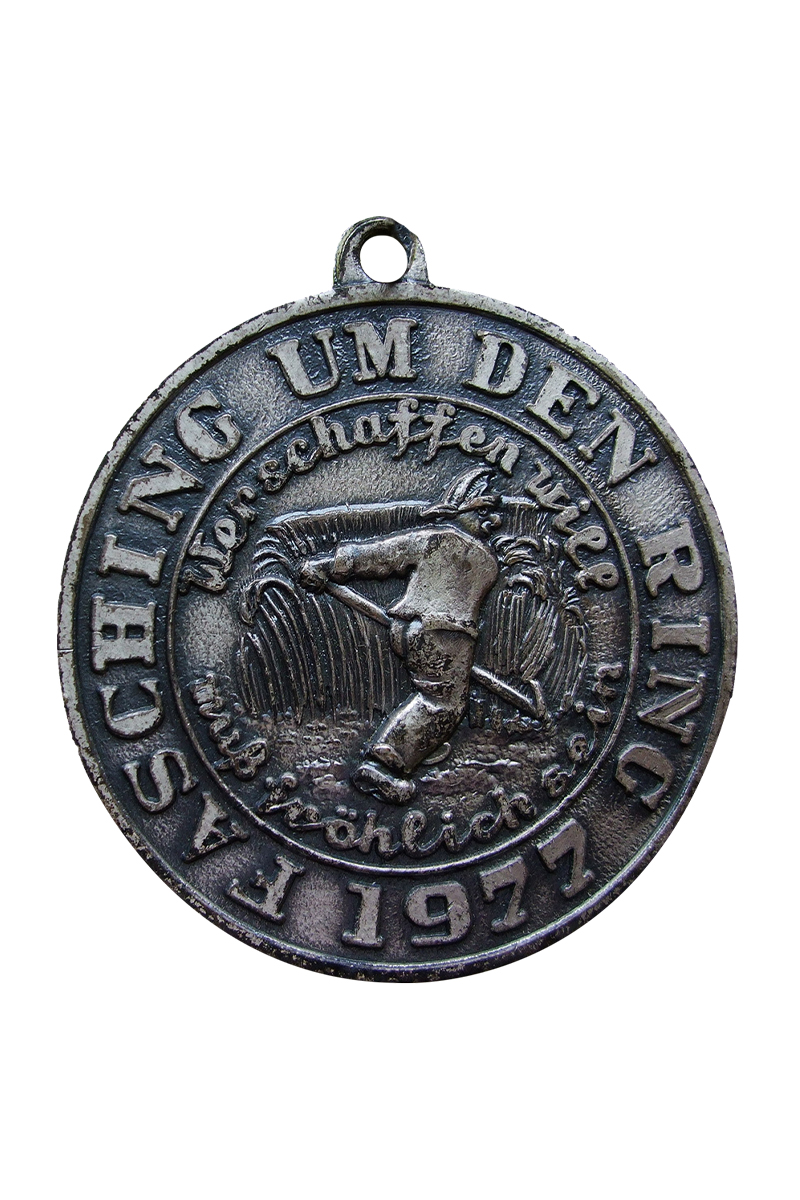 FASCHING UM DEN RING
1977
Wer schaffen will
muß fröhlich sein